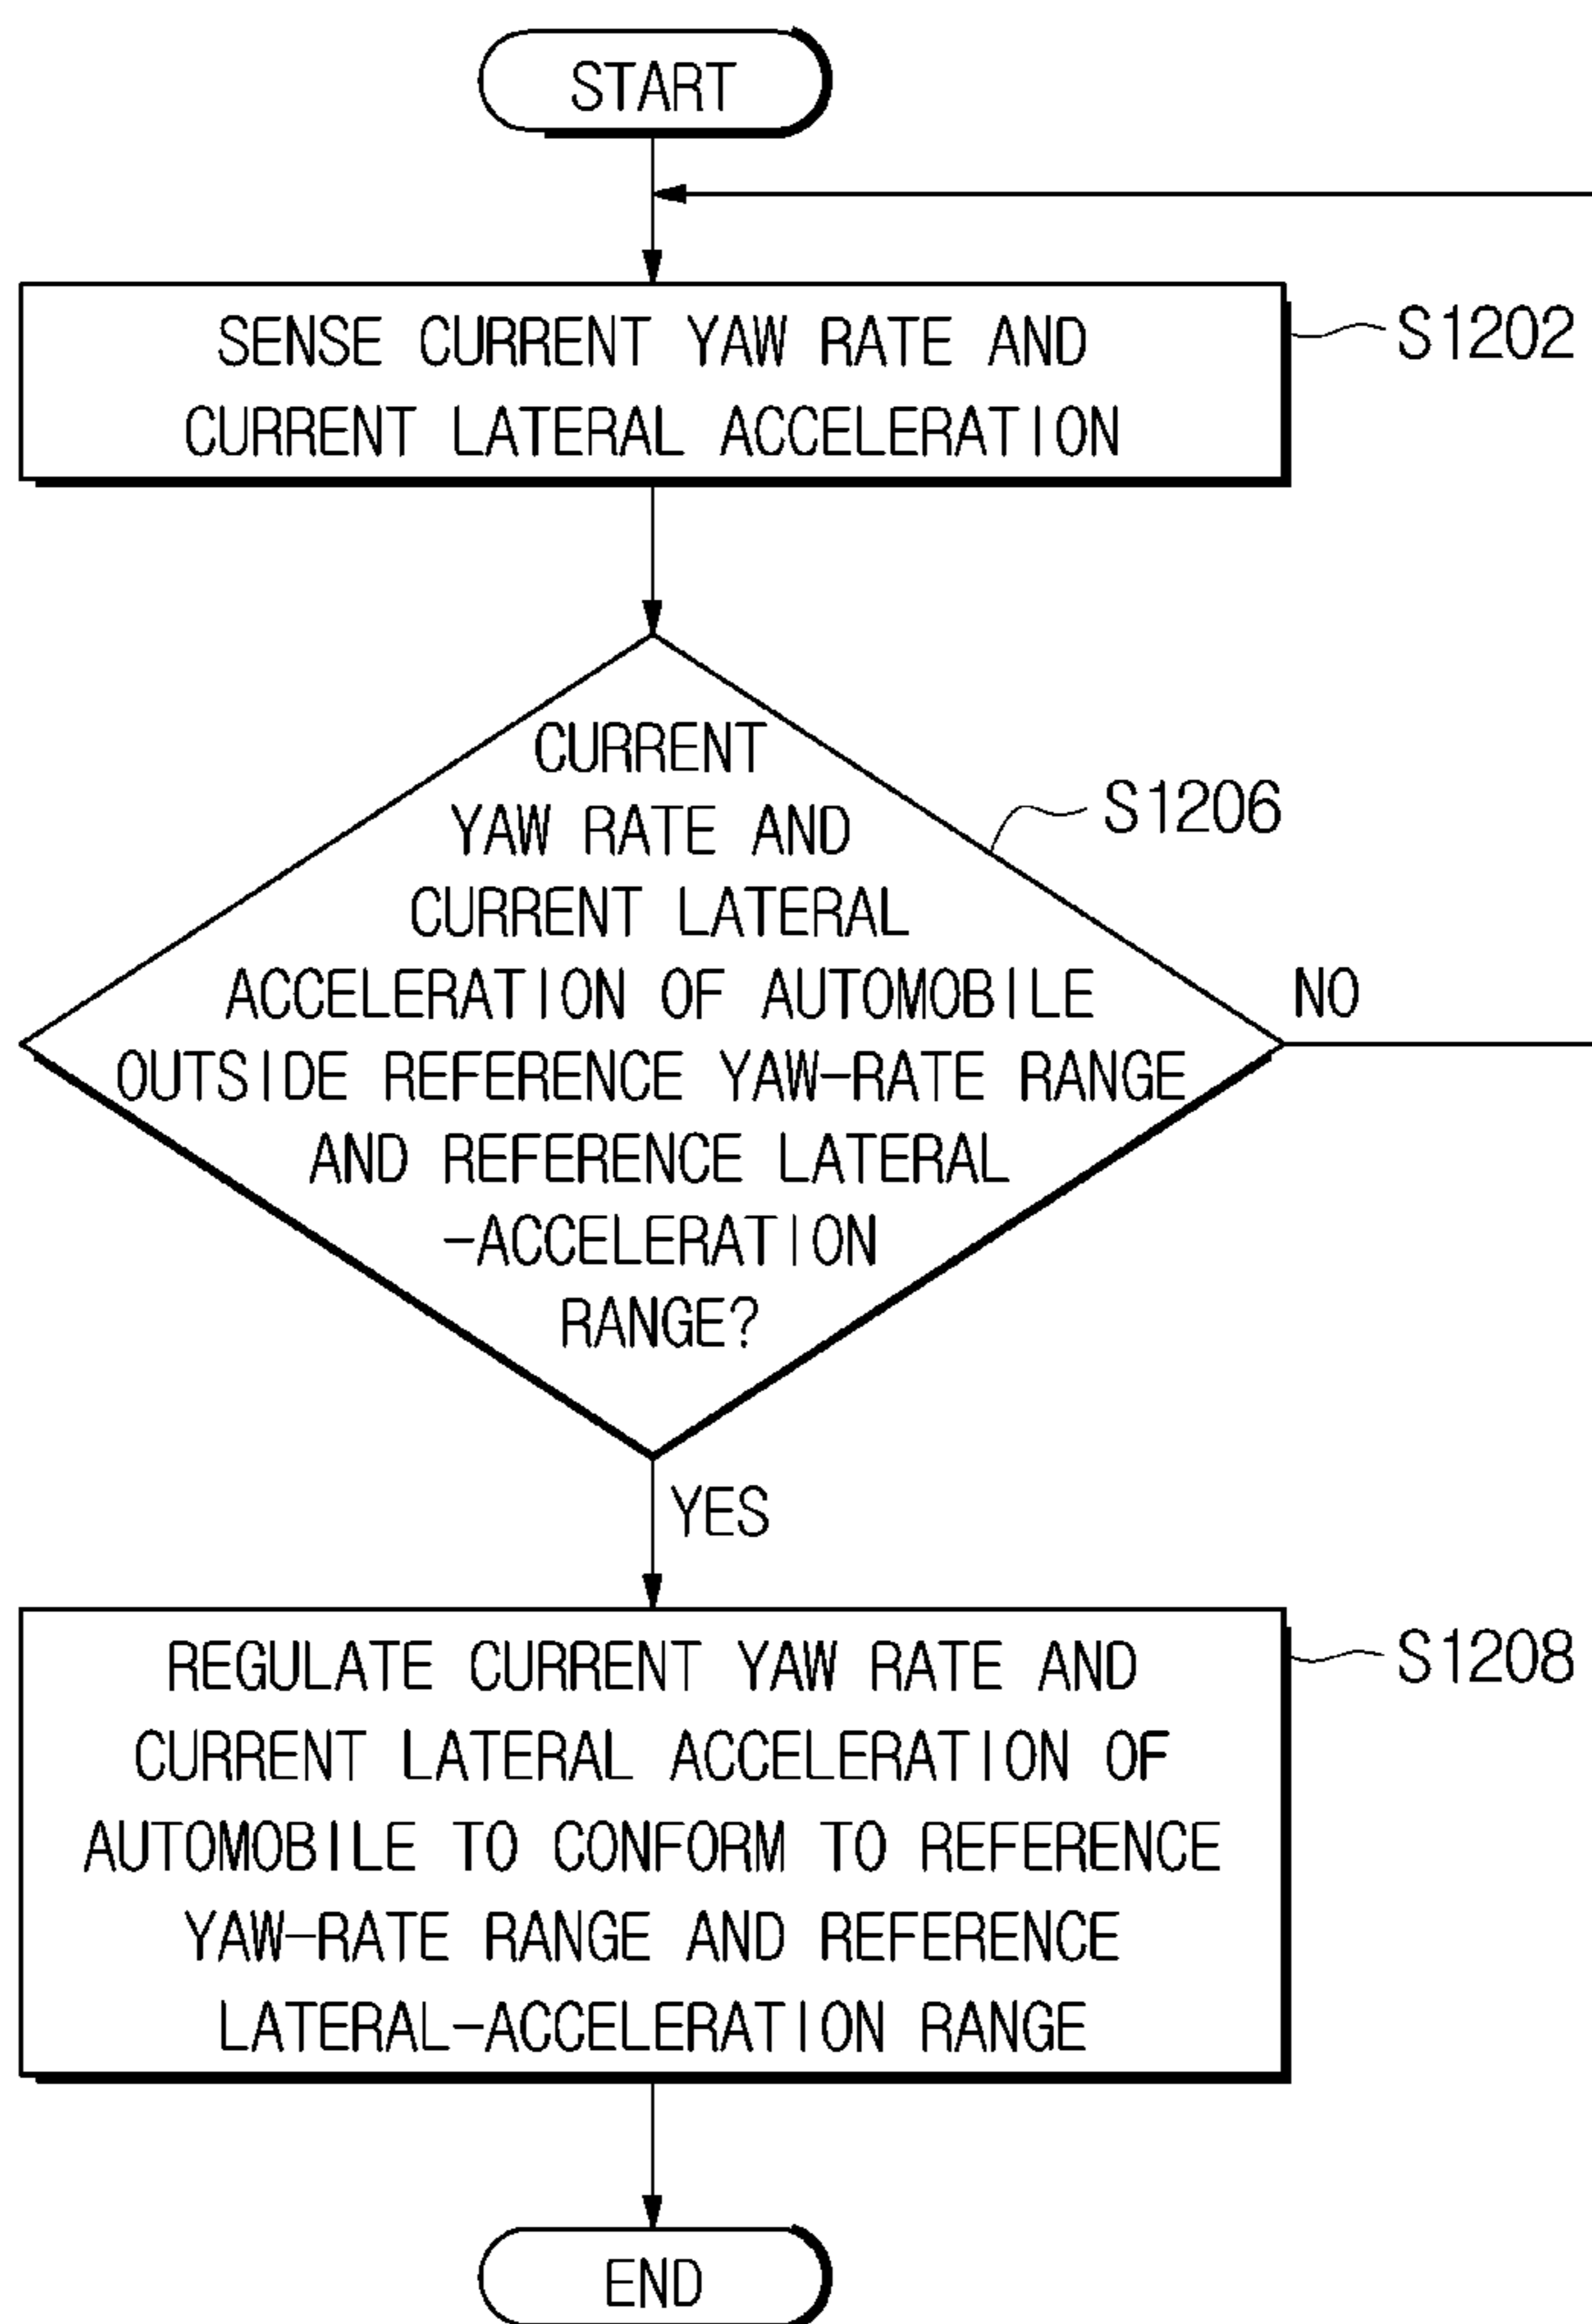 START
SENSE CURRENT YAW RATE AND
CURRENT LATERAL ACCELERATION
S1202
CURRENT
YAW RATE AND
CURRENT LATERAL
ACCELERATION OF AUTOMOBILE
OUTSIDE REFERENCE YAW-RATE RANGE
AND REFERENCE LATERAL
-ACCELERATION
RANGE?
S1206
NO
YES
REGULATE CURRENT YAW RATE AND
CURRENT LATERAL ACCELERATION OF
AUTOMOBILE TO CONFORM TO REFERENCE
YAW-RATE RANGE AND REFERENCE
LATERAL-ACCELERATION RANGE
S1208
END